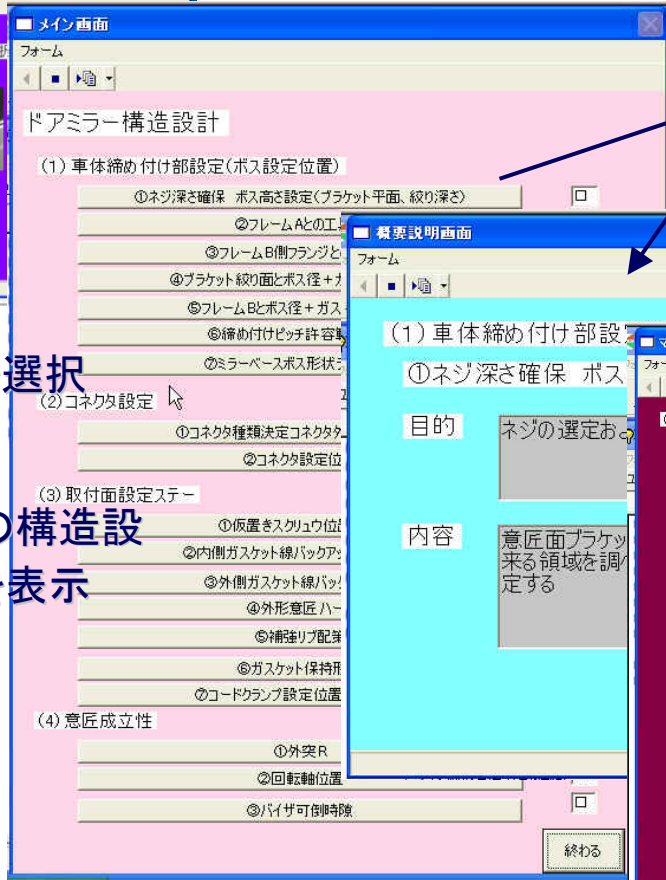 メイン画面
フォーム
ドアミラー構造設計
(1) 車体締め付け部設定(ボス設定位置)
①ネジ深さ確保 ボス高さ設定(ブラケット平面、絞り深さ)
②フレームAとの工
③フレームB側フランジと
④ブラケット絞り面とボス径+ガ
⑤フレームBとボス径+ガス
⑥締め付けピッチ許容
⑦ミラーベースボス形状
(2)コネクタ設定
①コネクタ種類決定コネクタタ
②コネクタ設定位
(3)取付面設定ステー
①仮置きスクリュウ位
②内側ガスケット線バックア
③外側ガスケット線バッ
④外形意匠ハー
⑤補強リブ配
⑥ガスケット保持
⑦コードクランプ設定位置
(4)意匠成立性
①外突R
②回転軸位置
③バイザ可倒時隙
終わる
選択
の構造設
表示
概要説明画面
フォーム
(1)車体締め付け部設
①ネジ深さ確保 ボス
目的
ネジの選定およ
内容
意匠面ブラケッ
来る領域を調
定する